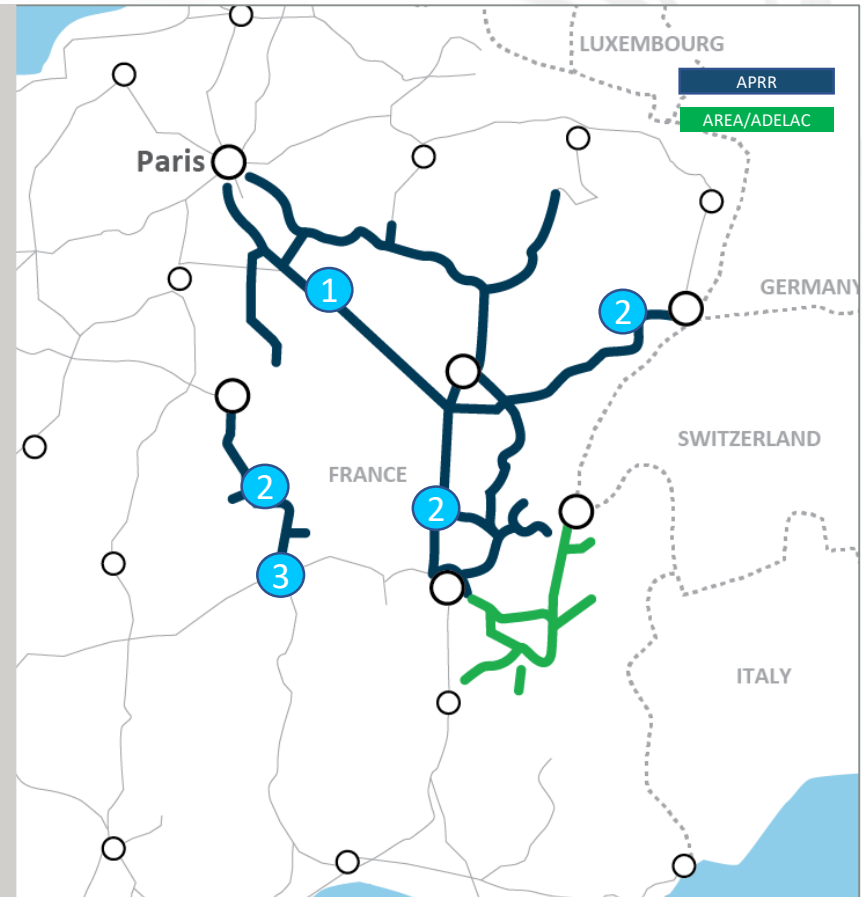 LUXEMBOURG
APRR
AREA/ADELAC
Paris
1
2
GERMANY
SWITZERLAND
FRANCE
2
2
3
ITALY